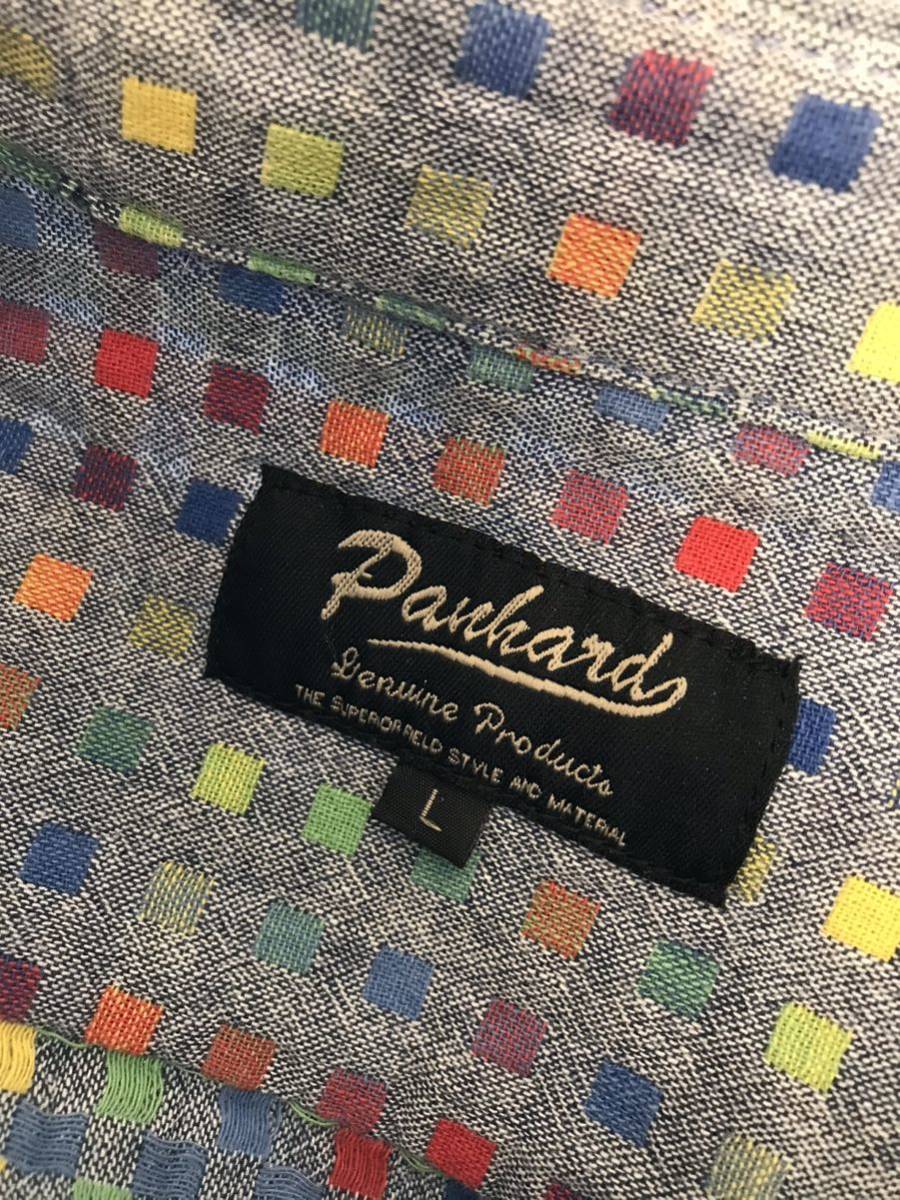 Panhard
Genuine Products
THE SUPERIORFIELD STYLE AND MATERIAL
L